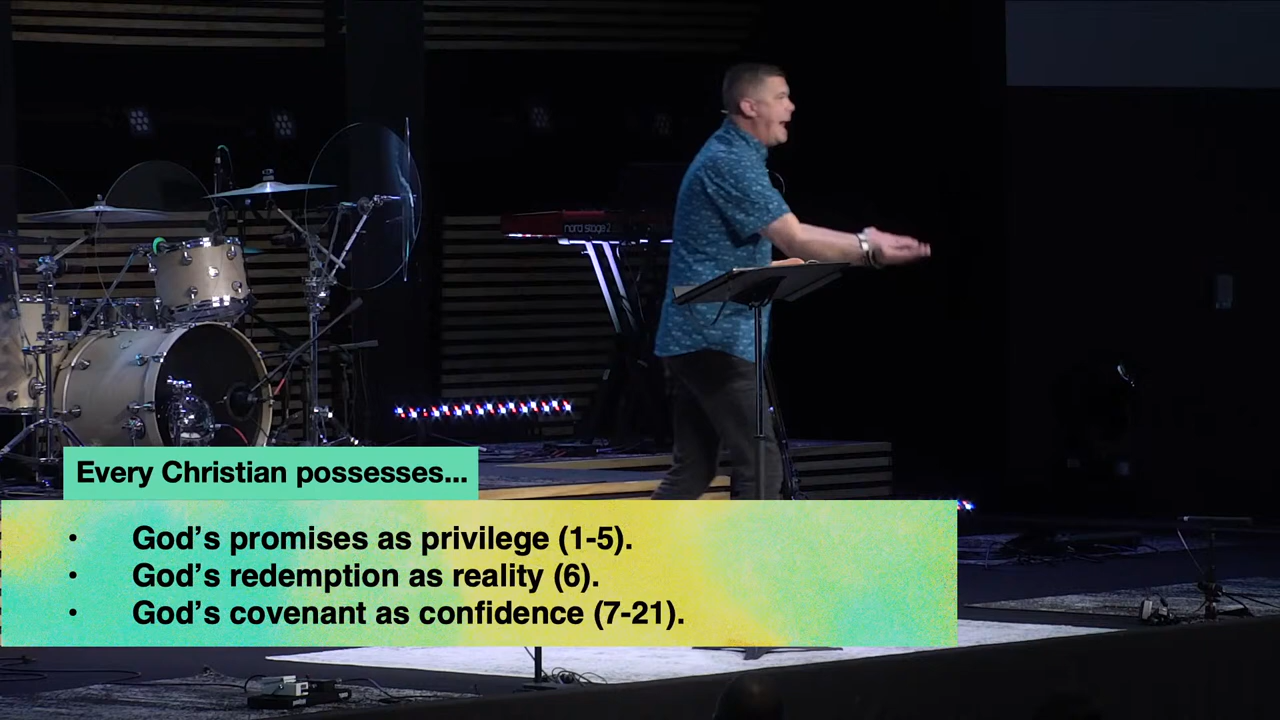 nord stage 2
Every Christian possesses...
• God's promises as privilege (1-5).
• God's redemption as reality (6).
• God's covenant as confidence (7-21).